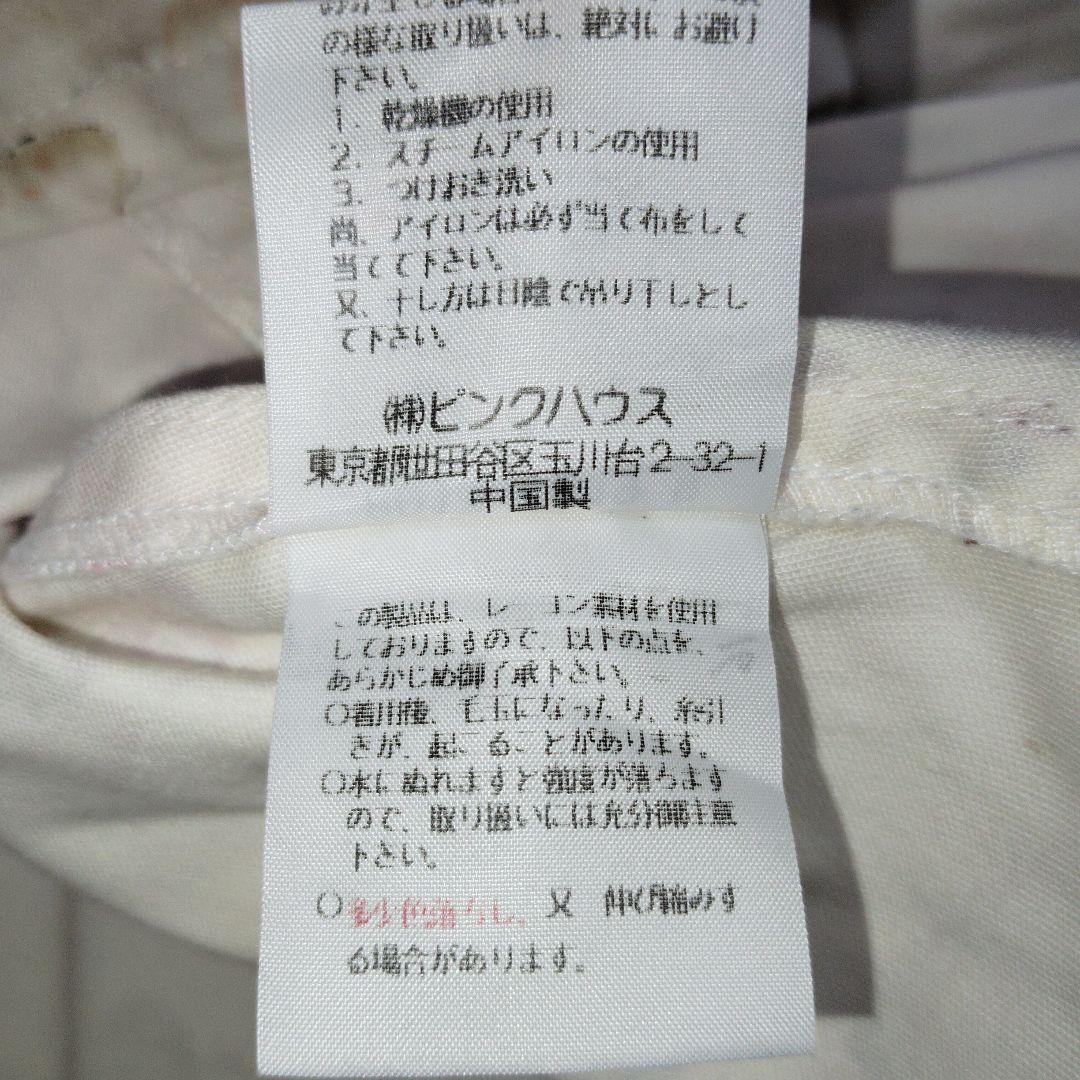 の様な取り扱いは、絶対にお避け
下さい。
1. 乾燥機の使用
2. スチームアイロンの使用
3. つけおき洗い
尚、アイロンは必ず当て布をして
当てて下さい。
又、干し方は日陰で吊り干しとし
て下さい。
㈱ピンクハウス
東京都世田谷区玉川台2-32-1
中国製
の製品は、レーヨン素材を使用
しておりますので、以下の点を、
あらかじめ御了承下さい。
○着用後、毛玉になったり、糸引
きが、起こることがあります。
○水にぬれますと強度が落ちます
ので、取り扱いには充分御注意
下さい。
○多少色落ちし、又 伸び縮みす
る場合があります。